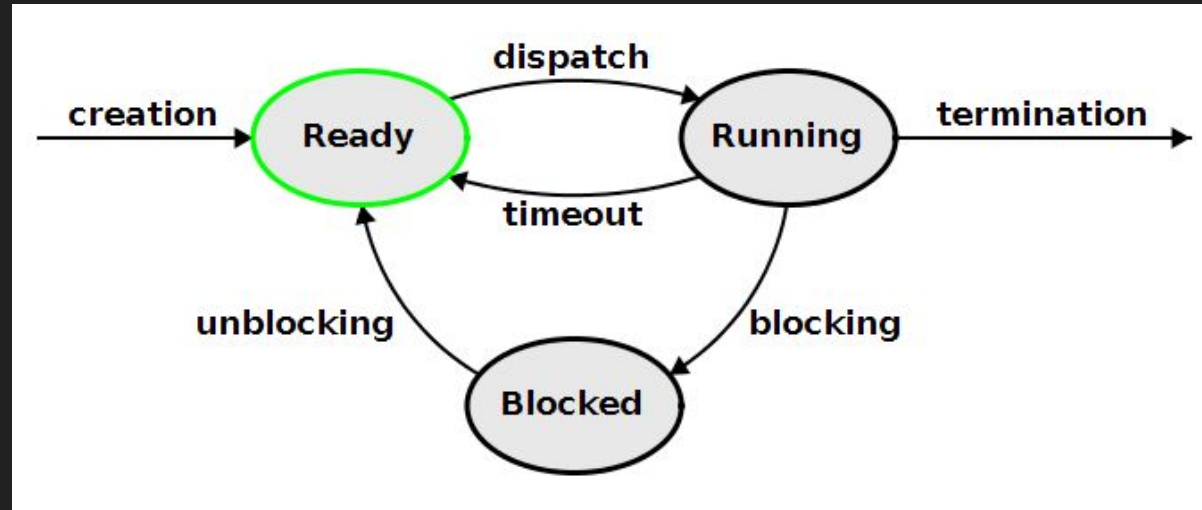 dispatch
creation
Ready
Running
termination
timeout
unblocking
blocking
Blocked